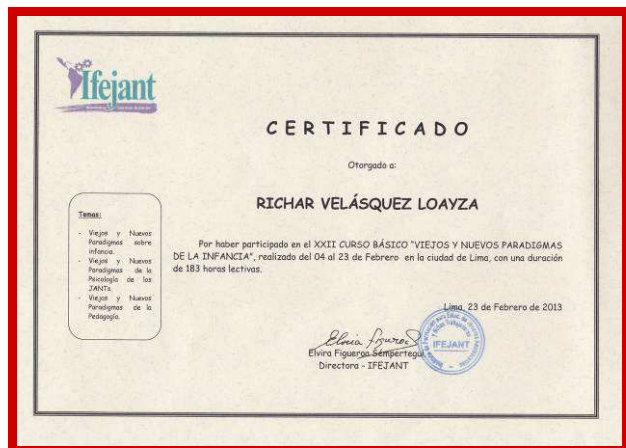 Ifejant
CERTIFICADO
Otorgado a:
RICHAR VELÁSQUEZ LOAYZA
Temas:
- Viejos y Nuevos
Paradigmas sobre
infancia.
- Viejos y Nuevos
Paradigmas de la
Psicología de los
JANTs.
- Viejos y Nuevos
Paradigmas de la
Pedagogía.
Por haber participado en el XXII CURSO BÁSICO "VIEJOS Y NUEVOS PARADIGMAS
DE LA INFANCIA", realizado del 04 al 23 de Febrero en la ciudad de Lima, con una duración
de 183 horas lectivas.
Lima, 23 de Febrero de 2013
Elvira Figueroa Sempertegui
Directora - IFEJANT
IFEJANT